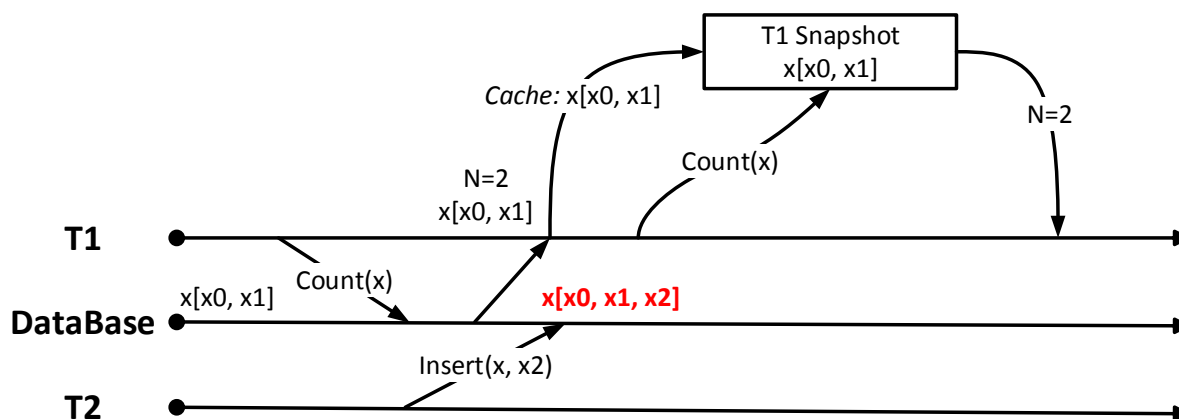 T1 Snapshot
x[x0, x1]
Cache: x[x0, x1]
N=2
Count(x)
N=2
x[x0, x1]
T1
Count(x)
x[x0, x1]
x[x0, x1, x2]
DataBase
Insert(x, x2)
T2